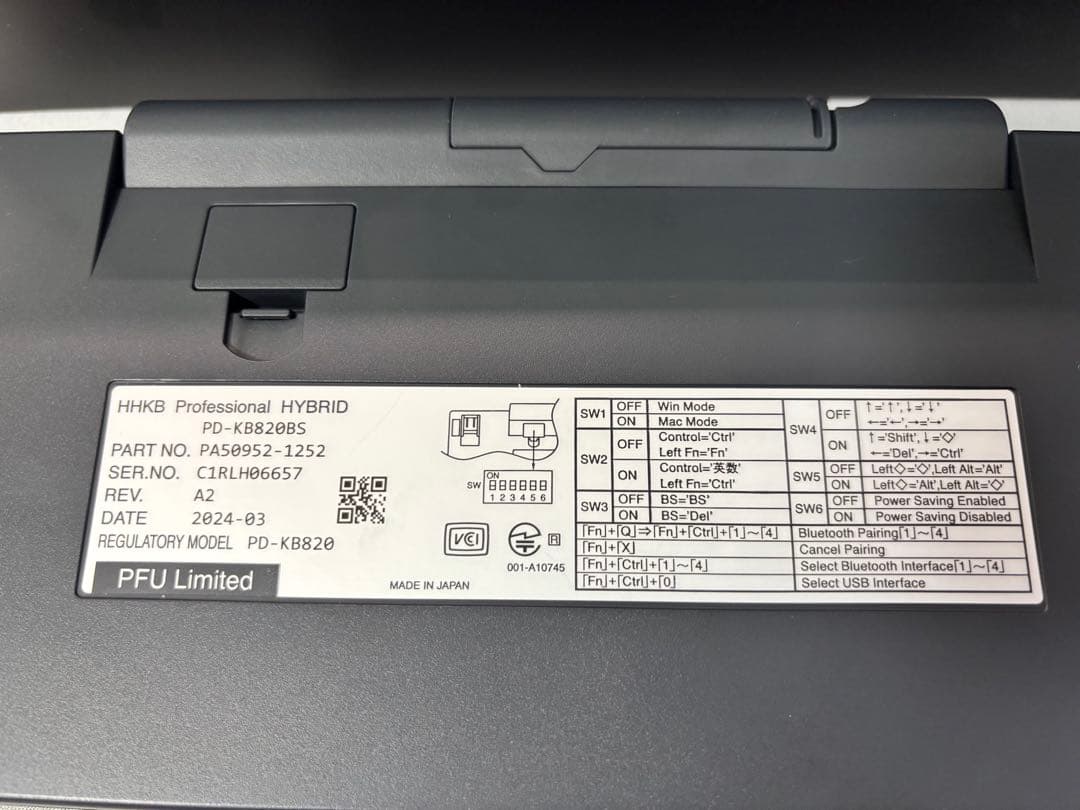 HHKB Professional HYBRID
PD-KB820BS
PART NO. PA50952-1252
SER.NO. C1RLH06657
REV. A2
DATE 2024-03
REGULATORY MODEL PD-KB820
PFU Limited
ON
SW
1 2 3 4 5 6
VCI
R
001-A10745
MADE IN JAPAN
SW1 OFF Win Mode
ON Mac Mode
SW2 OFF Control='Ctrl'
Left Fn='Fn'
ON Control='英数'
Left Fn='Ctrl'
SW3 OFF BS='BS'
ON BS='Del'
SW4 OFF ↑='↑',↓='↓'
←='←',→='→'
ON ↑='Shift',↓='◇'
←='Del',→='Ctrl'
SW5 OFF Left◇='◇',Left Alt='Alt'
ON Left◇='Alt',Left Alt='◇'
SW6 OFF Power Saving Enabled
ON Power Saving Disabled
「Fn」+「Q」⇒「Fn」+「Ctrl」+「1」～「4」 Bluetooth Pairing「1」～「4」
「Fn」+「X」 Cancel Pairing
「Fn」+「Ctrl」+「1」～「4」 Select Bluetooth Interface「1」～「4」
「Fn」+「Ctrl」+「0」 Select USB Interface